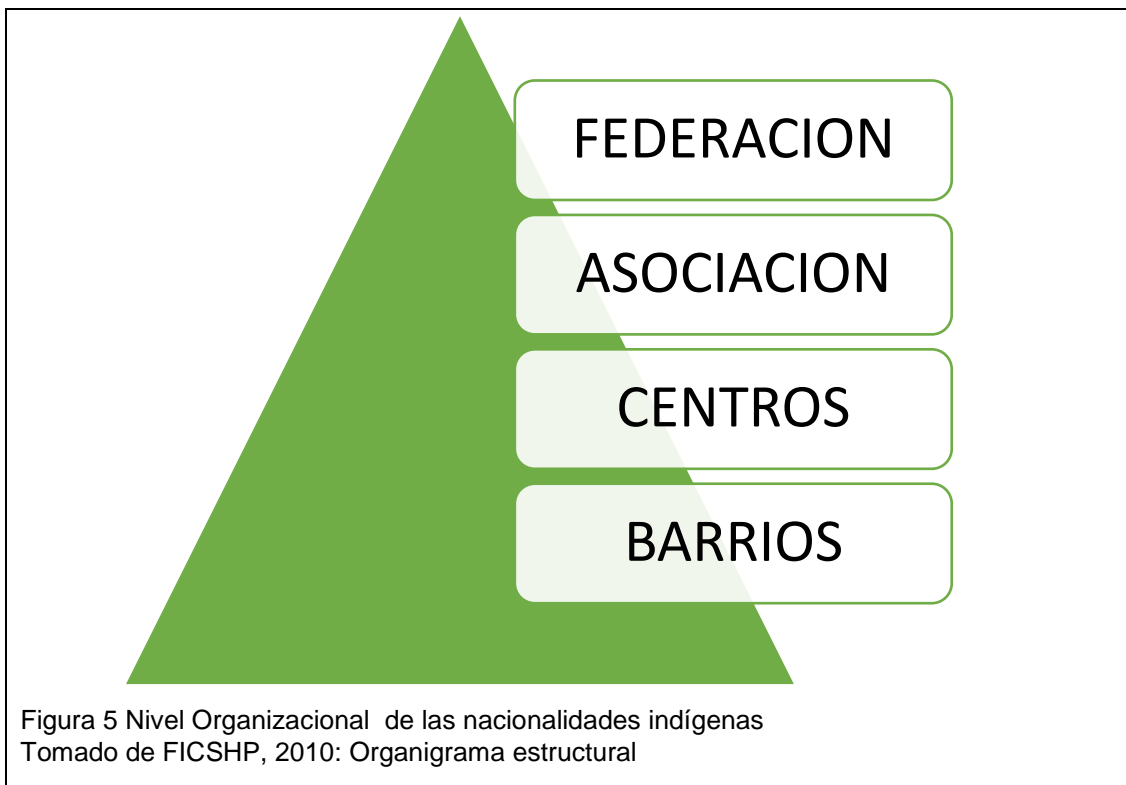 FEDERACION
ASOCIACION
CENTROS
BARRIOS
Figura 5 Nivel Organizacional de las nacionalidades indígenas
Tomado de FICSHP, 2010: Organigrama estructural